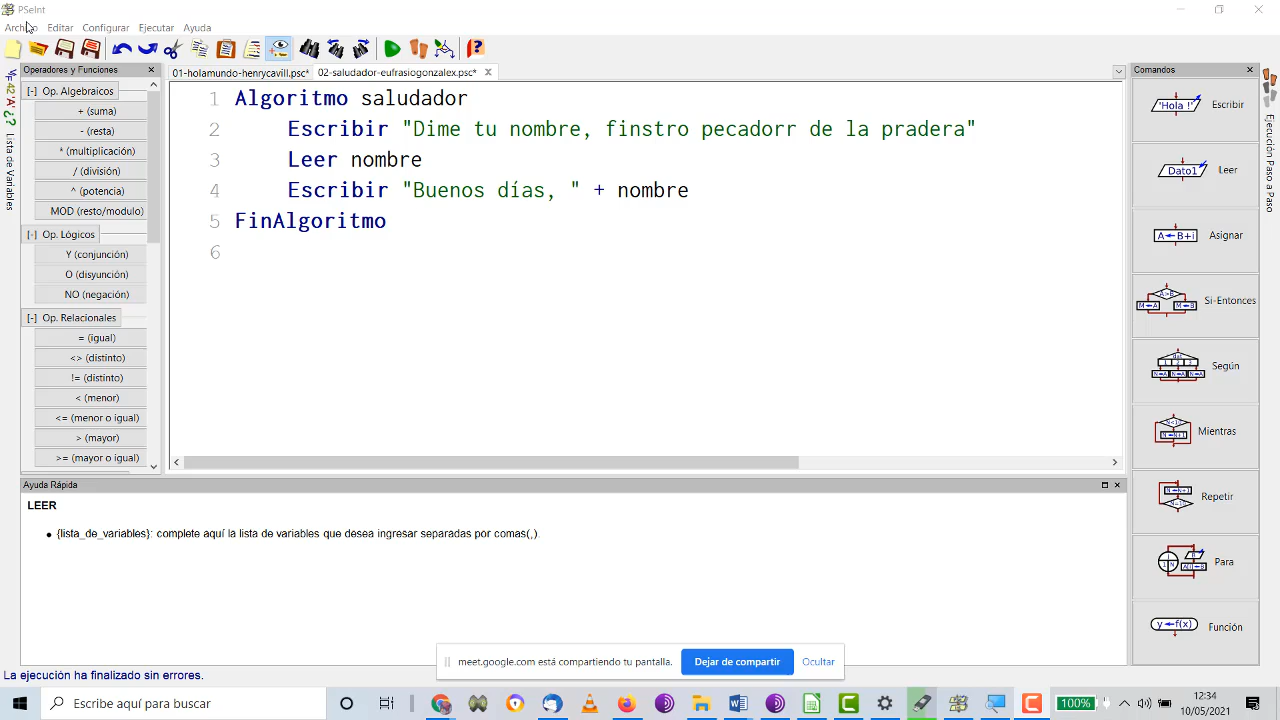 PSeInt
Archivo Editar Configurar Ejecutar Ayuda
Operadores y Funciones
01-holamundo-henrycavill.psc* 02-saludador-eufrasiogonzalez.psc*
Comandos
Lista de Variables
[-] Op. Algebraicos
+ (suma)
- (resta)
* (multiplicación)
/ (división)
^ (potencia)
MOD (resto/modulo)
[-] Op. Lógicos
Y (conjunción)
O (disyunción)
NO (negación)
[-] Op. Relacionales
= (igual)
<> (distinto)
!= (distinto)
< (menor)
<= (menor o igual)
> (mayor)
>= (mayor o igual)
1 Algoritmo saludador
2 Escribir "Dime tu nombre, finstro pecadorr de la pradera"
3 Leer nombre
4 Escribir "Buenos días, " + nombre
5 FinAlgoritmo
6
"Hola !" Escribir
Dato1 Leer
A B+i Asignar
Si-Entonces
Según
Mientras
Repetir
Para
y f(x) Función
Ejecución Paso a Paso
Ayuda Rápida
LEER
• {lista_de_variables}: complete aquí la lista de variables que desea ingresar separadas por comas(,).
meet.google.com está compartiendo tu pantalla. Dejar de compartir Ocultar
La ejecución ha finalizado sin errores.
Escribe aquí para buscar
100%
12:34
10/05/2021